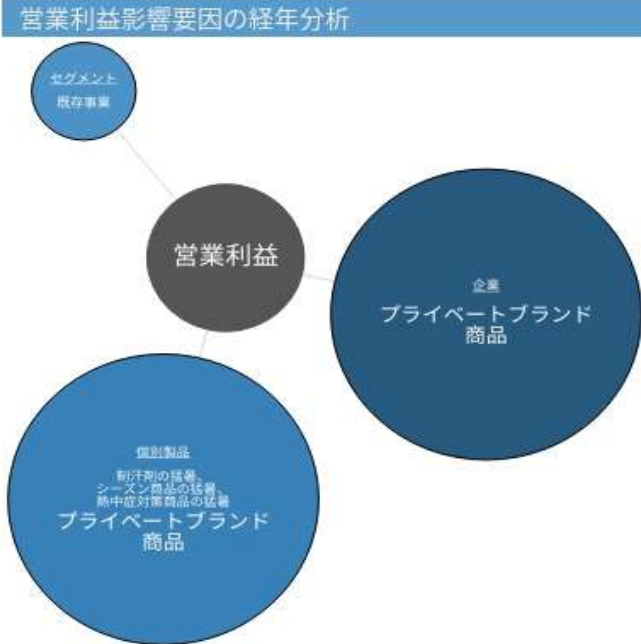 営業利益影響要因の経年分析
セグメント
既存事業
営業利益
企業
プライベートブランド
商品
個別製品
制汗剤の猛暑、
シーズン商品の猛暑、
熱中症対策商品の猛暑
プライベートブランド
商品